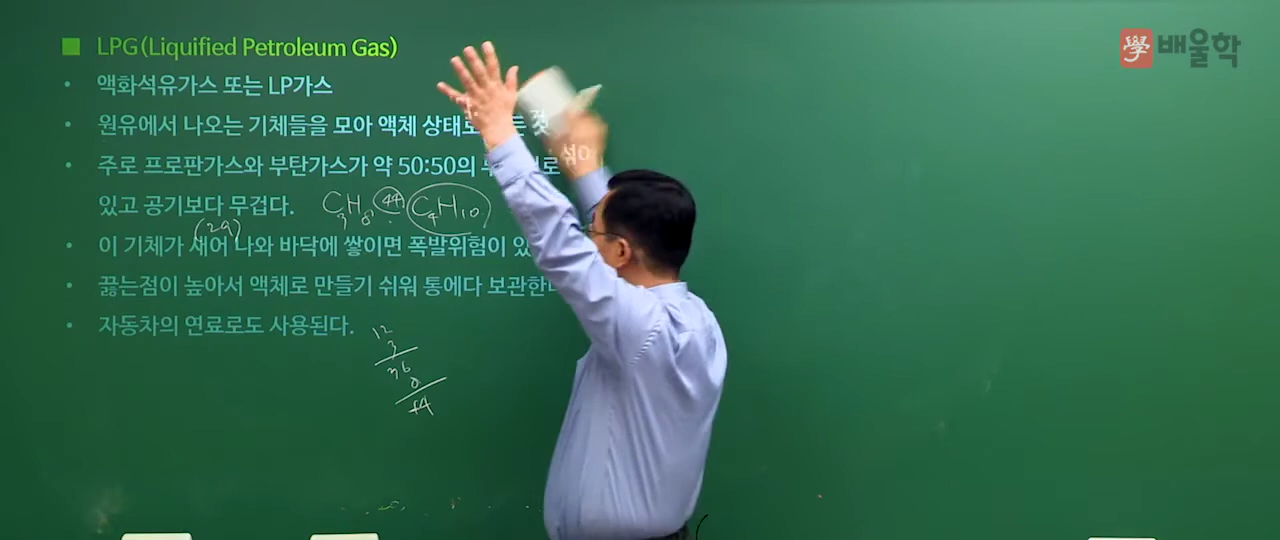 ■ LPG(Liquified Petroleum Gas)
學 배울학
• 액화석유가스 또는 LP가스
• 원유에서 나오는 기체들을 모아 액체 상태로
• 주로 프로판가스와 부탄가스가 약 50:50의
있고 공기보다 무겁다. C3H8 44 C4H10
(29)
• 이 기체가 새어 나와 바닥에 쌓이면 폭발위험이
• 끓는점이 높아서 액체로 만들기 쉬워 통에다
• 자동차의 연료로도 사용된다.
12
3
36
8
44